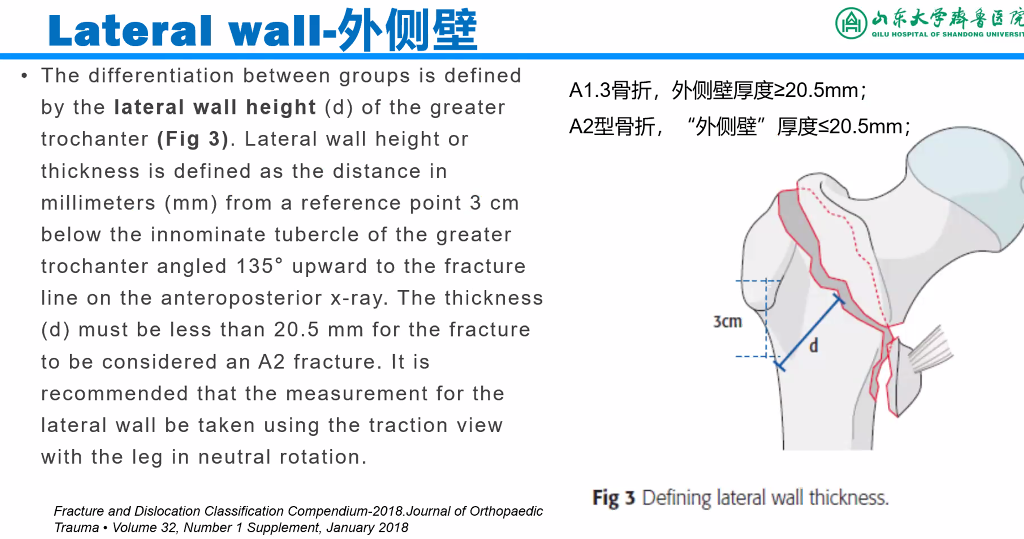 Lateral wall-外侧壁
山东大学齐鲁医院
QILU HOSPITAL OF SHANDONG UNIVERSIT
• The differentiation between groups is defined
by the lateral wall height (d) of the greater
trochanter (Fig 3). Lateral wall height or
thickness is defined as the distance in
millimeters (mm) from a reference point 3 cm
below the innominate tubercle of the greater
trochanter angled 135° upward to the fracture
line on the anteroposterior x-ray. The thickness
(d) must be less than 20.5 mm for the fracture
to be considered an A2 fracture. It is
recommended that the measurement for the
lateral wall be taken using the traction view
with the leg in neutral rotation.
Fracture and Dislocation Classification Compendium-2018.Journal of Orthopaedic
Trauma • Volume 32, Number 1 Supplement, January 2018
A1.3骨折，外侧壁厚度≥20.5mm；
A2型骨折，“外侧壁”厚度≤20.5mm；
3cm
d
Fig 3 Defining lateral wall thickness.